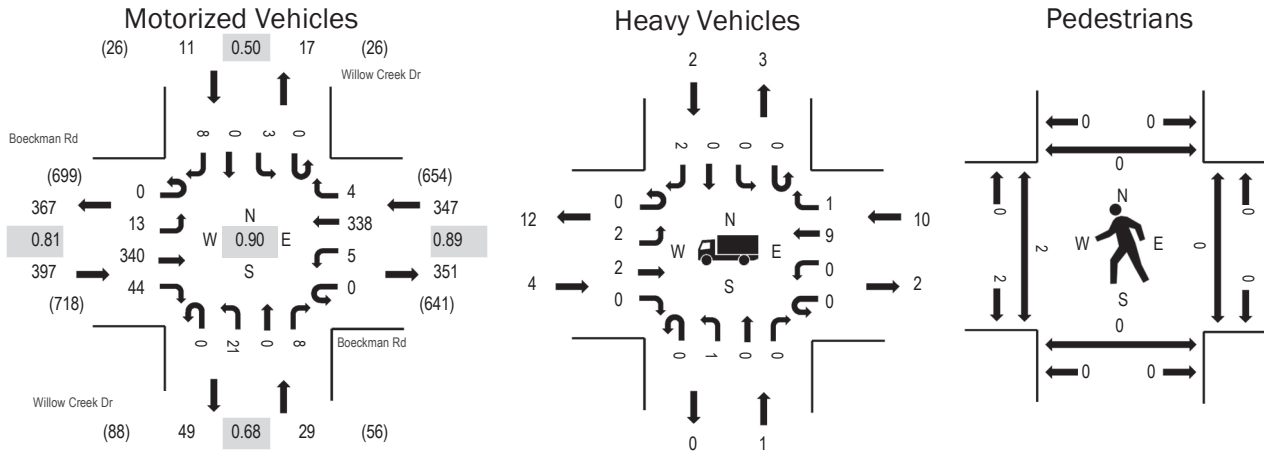 Motorized Vehicles
(26) 11 0.50 17 (26)
Willow Creek Dr
Boeckman Rd
8 0 3 0
(699) 0 4 (654)
367 13 338 347
N
0.81 W 0.90 E 0.89
340 5
S
397 44 0 351
(718) (641)
0 21 0 8
Boeckman Rd
Willow Creek Dr
(88) 49 0.68 29 (56)
Heavy Vehicles
2 3
2 0 0 0
0 1
12 2 9 10
N
W E
2 0
S
4 0 0 2
0 1 0 0
0 1
Pedestrians
0 0
0
N
0 0
W E
2 0
2 0
S
0
0 0